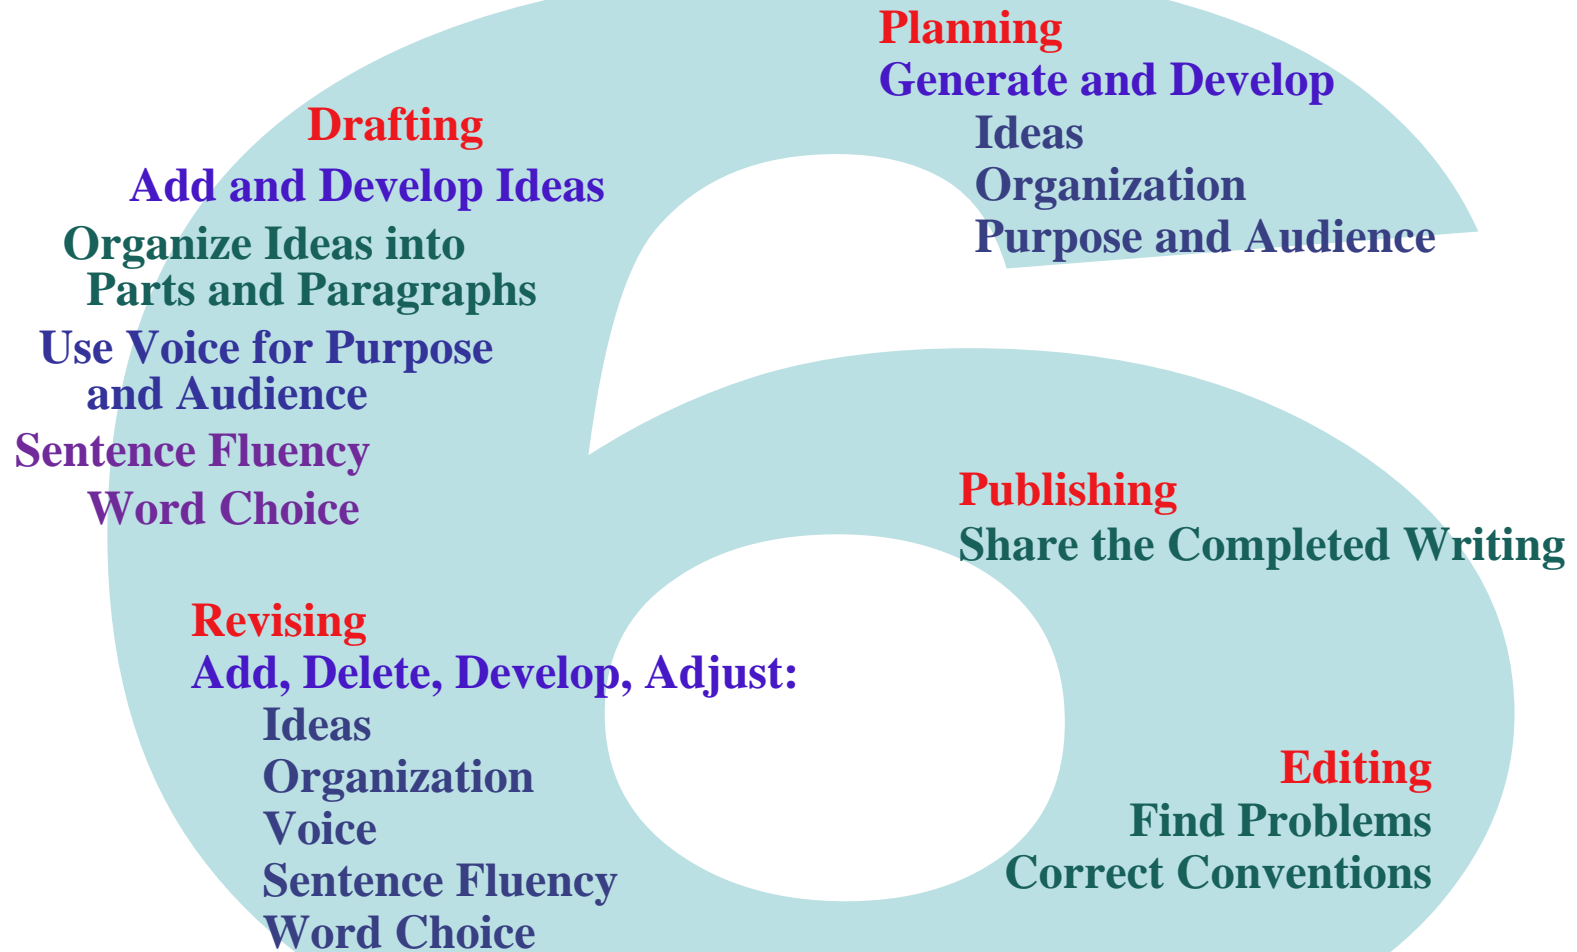 Planning
Generate and Develop
Ideas
Organization
Purpose and Audience
Drafting
Add and Develop Ideas
Organize Ideas into
Parts and Paragraphs
Use Voice for Purpose
and Audience
Sentence Fluency
Word Choice
Revising
Add, Delete, Develop, Adjust:
Ideas
Organization
Voice
Sentence Fluency
Word Choice
Editing
Find Problems
Correct Conventions
Publishing
Share the Completed Writing